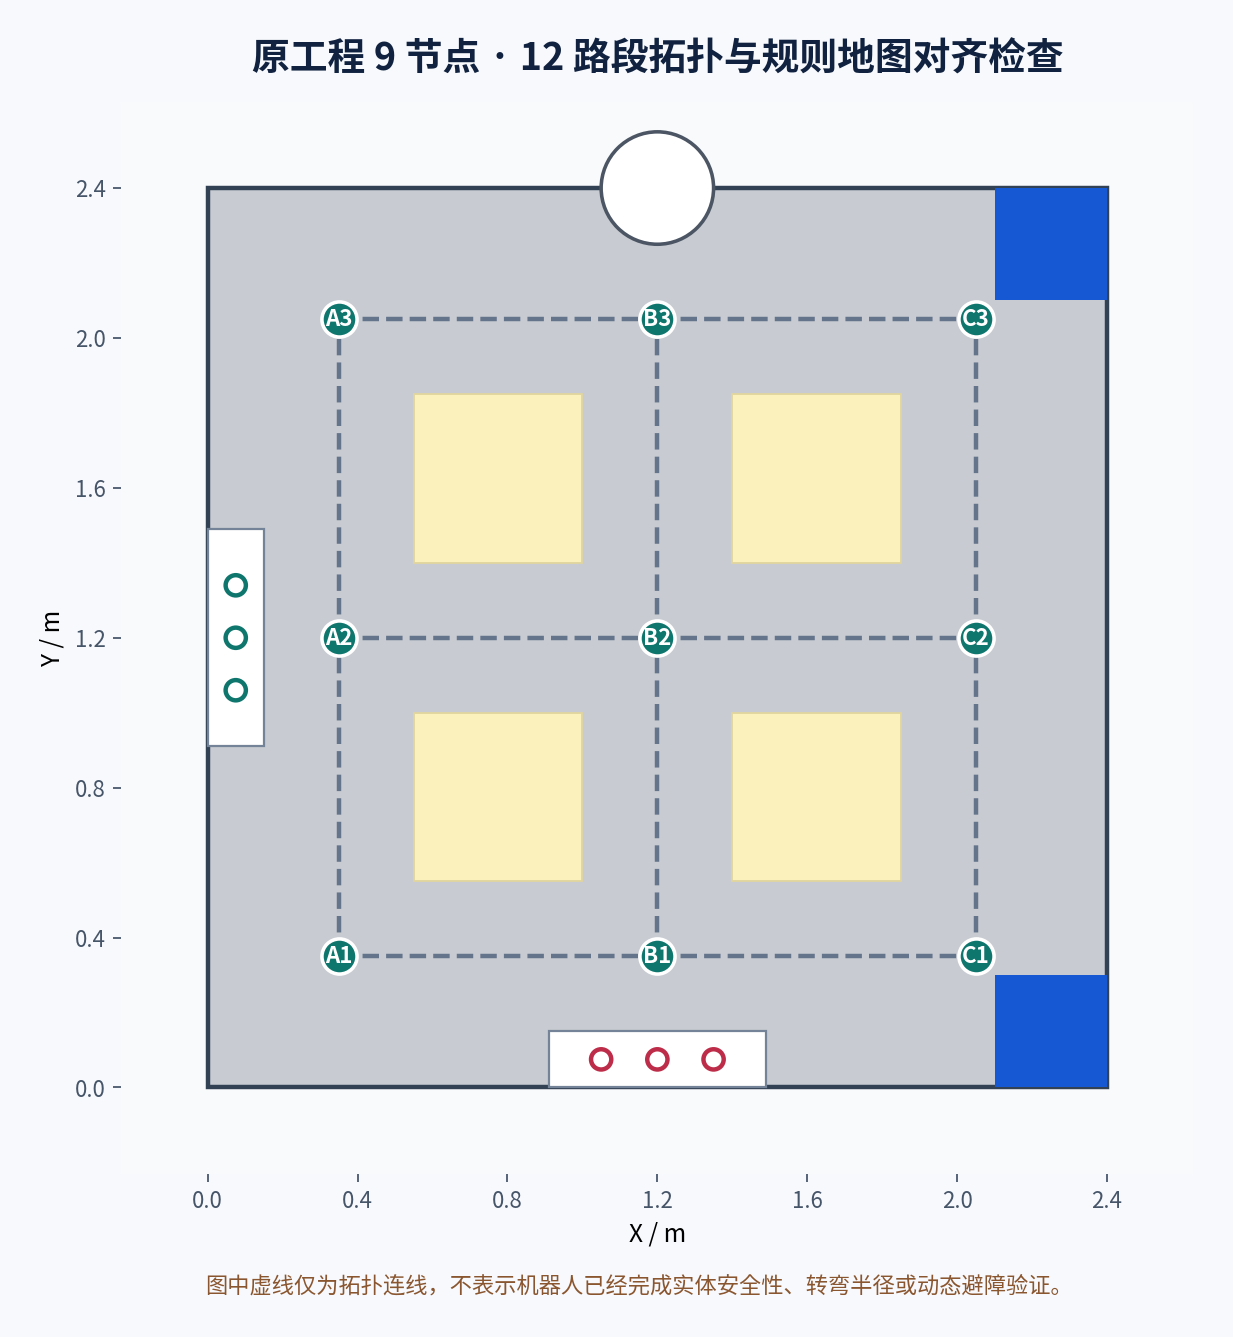 原工程 9 节点 · 12 路段拓扑与规则地图对齐检查
2.4
2.0
1.6
1.2
0.8
0.4
0.0
Y / m
A3 B3 C3
A2 B2 C2
A1 B1 C1
0.0 0.4 0.8 1.2 1.6 2.0 2.4
X / m
图中虚线仅为拓扑连线，不表示机器人已经完成实体安全性、转弯半径或动态避障验证。